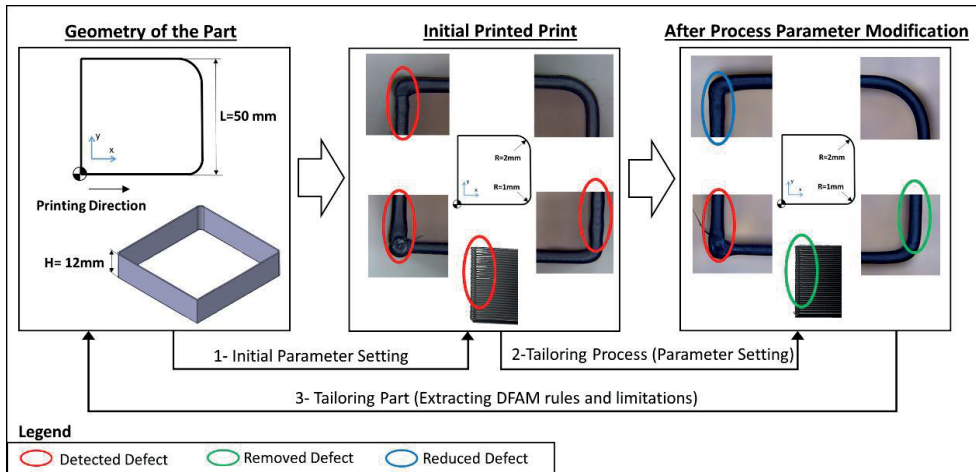 Geometry of the Part
Initial Printed Print
After Process Parameter Modification
L=50 mm
y
x
Printing Direction
H= 12mm
R=2mm
R=1mm
y
x
R=2mm
R=1mm
y
x
1- Initial Parameter Setting
2-Tailoring Process (Parameter Setting)
3- Tailoring Part (Extracting DFAM rules and limitations)
Legend
Detected Defect
Removed Defect
Reduced Defect